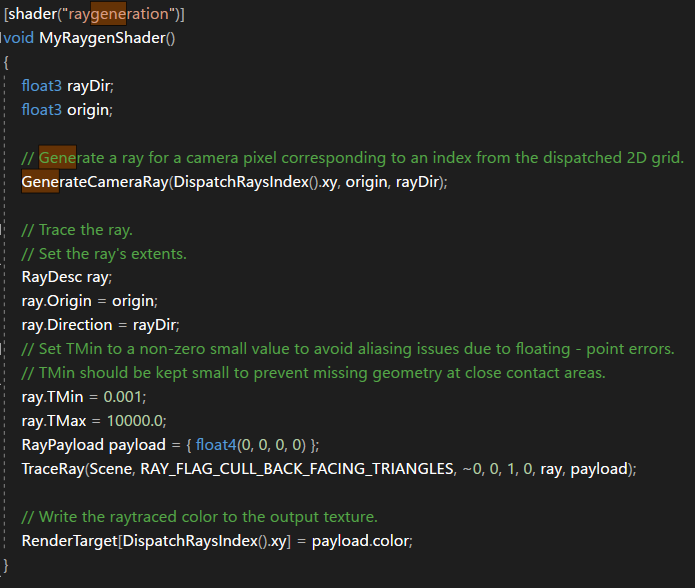 [shader("raygeneration")]
void MyRaygenShader()
{
float3 rayDir;
float3 origin;
// Generate a ray for a camera pixel corresponding to an index from the dispatched 2D grid.
GenerateCameraRay(DispatchRaysIndex().xy, origin, rayDir);
// Trace the ray.
// Set the ray's extents.
RayDesc ray;
ray.Origin = origin;
ray.Direction = rayDir;
// Set TMin to a non-zero small value to avoid aliasing issues due to floating - point errors.
// TMin should be kept small to prevent missing geometry at close contact areas.
ray.TMin = 0.001;
ray.TMax = 10000.0;
RayPayload payload = { float4(0, 0, 0, 0) };
TraceRay(Scene, RAY_FLAG_CULL_BACK_FACING_TRIANGLES, ~0, 0, 1, 0, ray, payload);
// Write the raytraced color to the output texture.
RenderTarget[DispatchRaysIndex().xy] = payload.color;
}